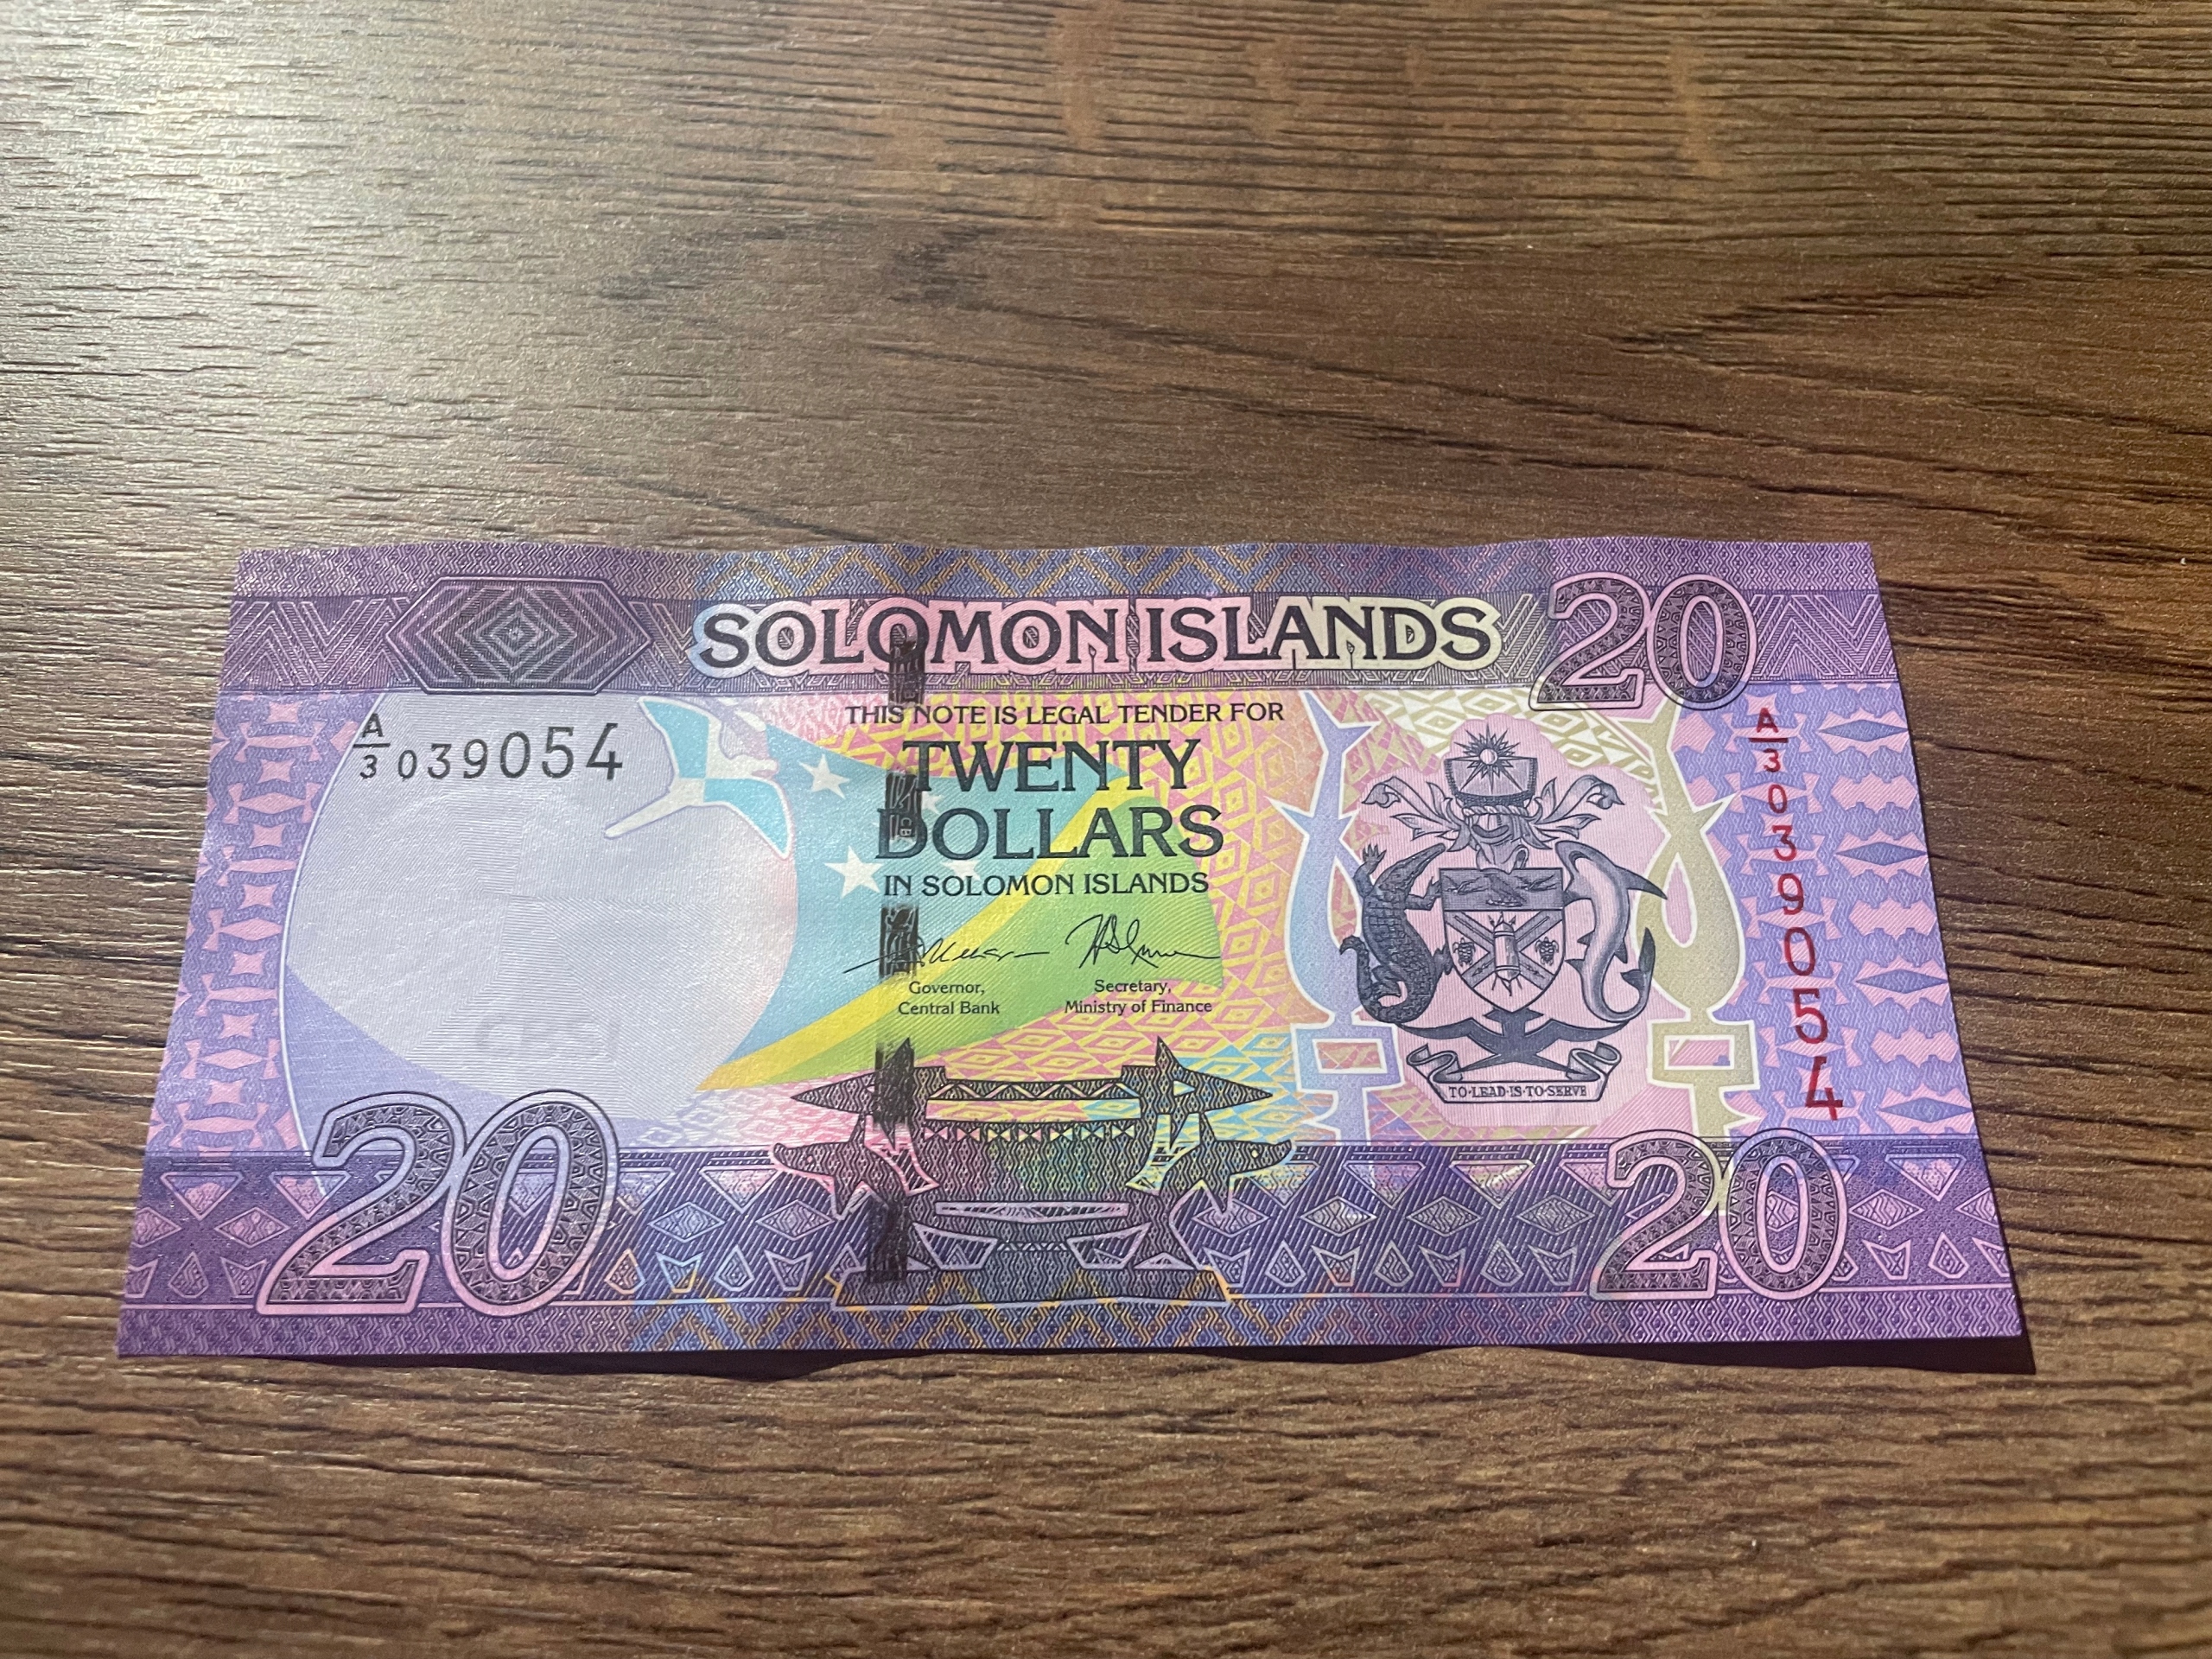 SOLOMON ISLANDS
20
A/3 039054
THIS NOTE IS LEGAL TENDER FOR
TWENTY
DOLLARS
IN SOLOMON ISLANDS
Governor,
Central Bank
Secretary,
Ministry of Finance
TO·LEAD·IS·TO·SERVE
A/3 039054
20
20